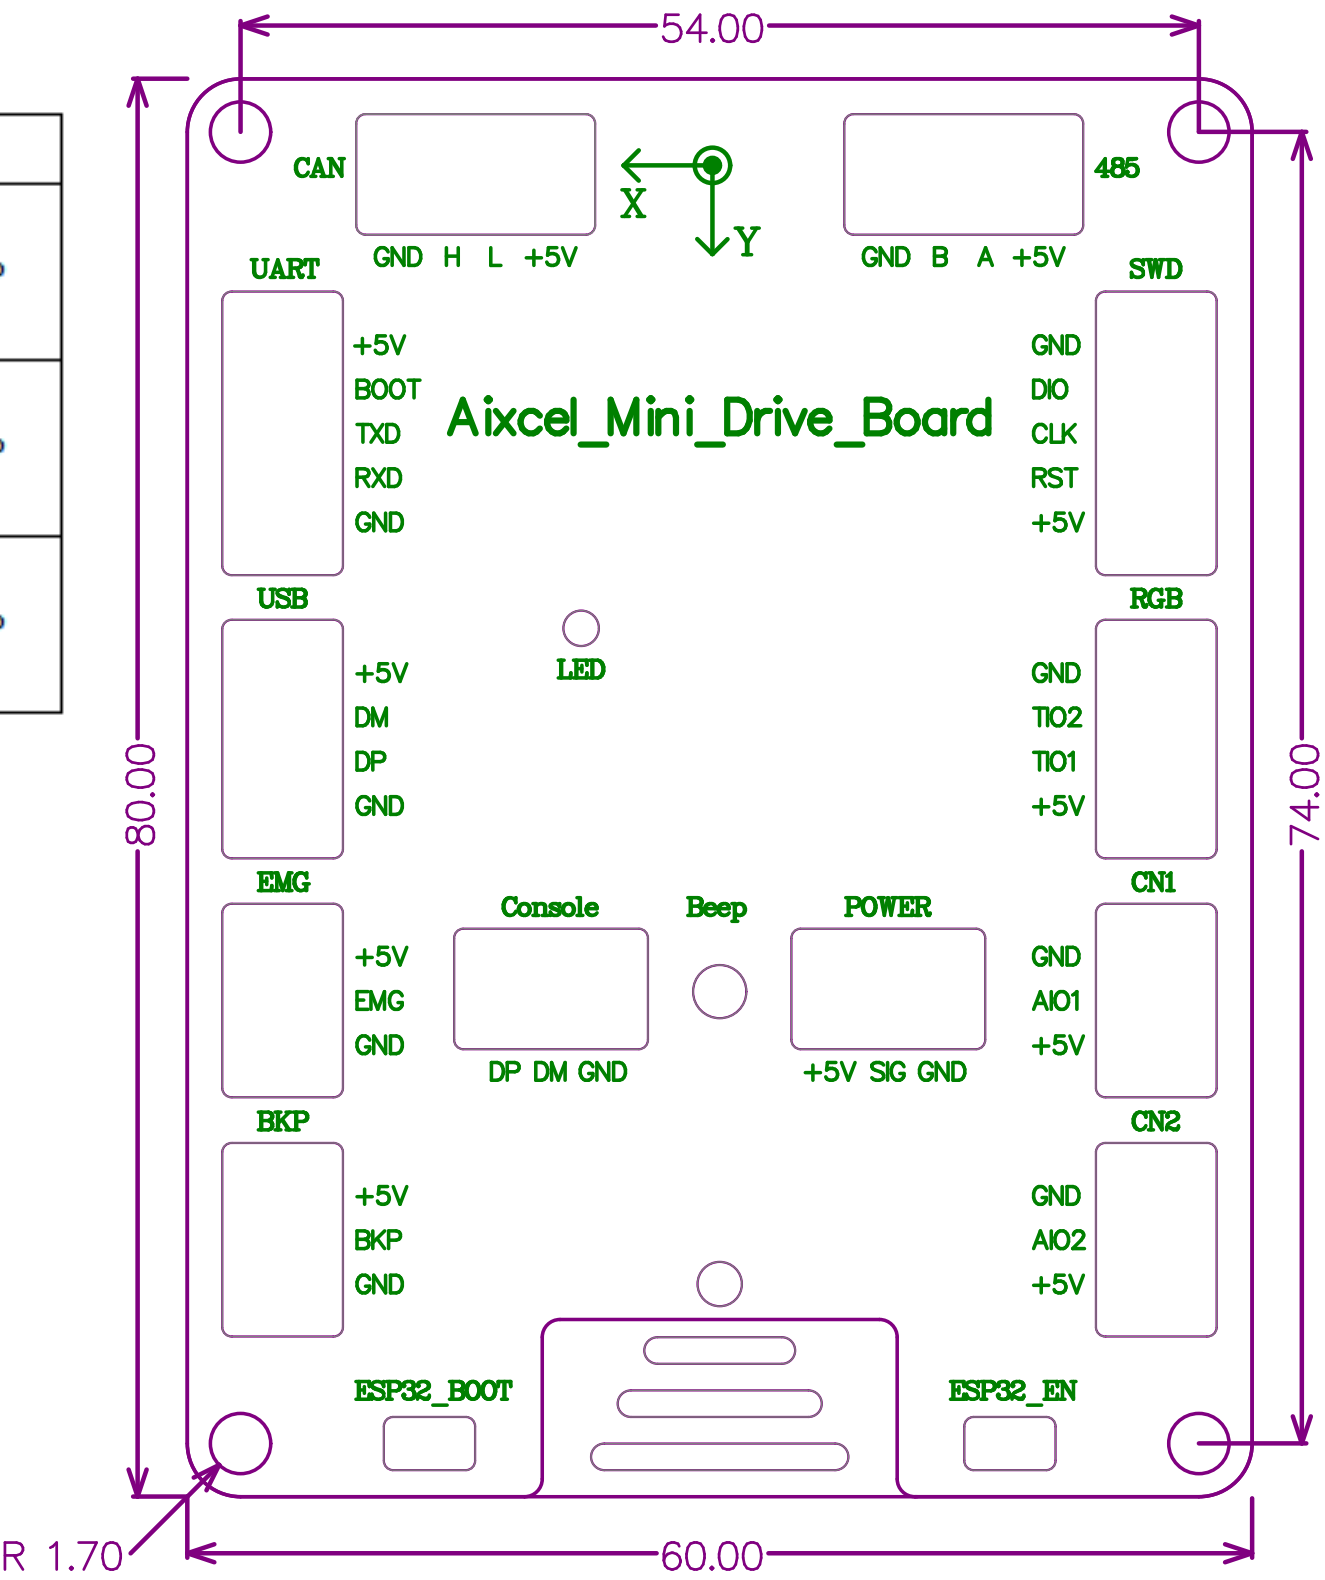 54.00
CAN
485
X
Y
GND H L +5V
GND B A +5V
UART
SWD
+5V
BOOT
TXD
RXD
GND
Aixcel_Mini_Drive_Board
GND
DIO
CLK
RST
+5V
USB
RGB
LED
+5V
DM
DP
GND
GND
TIO2
TIO1
+5V
80.00
74.00
EMG
CN1
Console
Beep
POWER
+5V
EMG
GND
GND
AIO1
+5V
DP DM GND
+5V SIG GND
BKP
CN2
+5V
BKP
GND
GND
AIO2
+5V
ESP32_BOOT
ESP32_EN
R 1.70
60.00